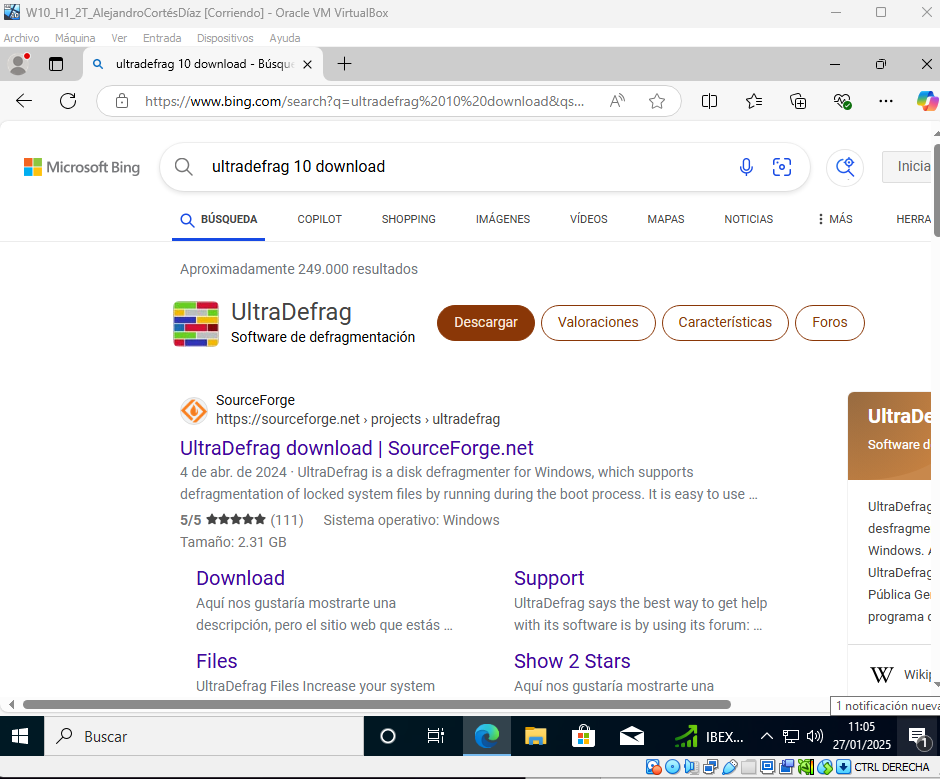 W10_H1_2T_AlejandroCortésDíaz [Corriendo] - Oracle VM VirtualBox
Archivo Máquina Ver Entrada Dispositivos Ayuda
ultradefrag 10 download - Búsque
https://www.bing.com/search?q=ultradefrag%2010%20download&qs...
Microsoft Bing
ultradefrag 10 download
Inicia
BÚSQUEDA COPILOT SHOPPING IMÁGENES VÍDEOS MAPAS NOTICIAS MÁS HERRA
Aproximadamente 249.000 resultados
UltraDefrag
Software de defragmentación
Descargar Valoraciones Características Foros
SourceForge
https://sourceforge.net › projects › ultradefrag
UltraDefrag download | SourceForge.net
4 de abr. de 2024 · UltraDefrag is a disk defragmenter for Windows, which supports
defragmentation of locked system files by running during the boot process. It is easy to use ...
5/5 ★★★★★ (111) Sistema operativo: Windows
Tamaño: 2.31 GB
Download
Aquí nos gustaría mostrarte una
descripción, pero el sitio web que estás ...
Support
UltraDefrag says the best way to get help
with its software is by using its forum: ...
Files
UltraDefrag Files Increase your system
Show 2 Stars
Aquí nos gustaría mostrarte una
UltraDe
Software d
UltraDefrag
desfragme
Windows. A
UltraDefrag
Pública Ge
programa d
W Wikip
1 notificación nueva
Buscar
IBEX...
11:05
27/01/2025
1
CTRL DERECHA